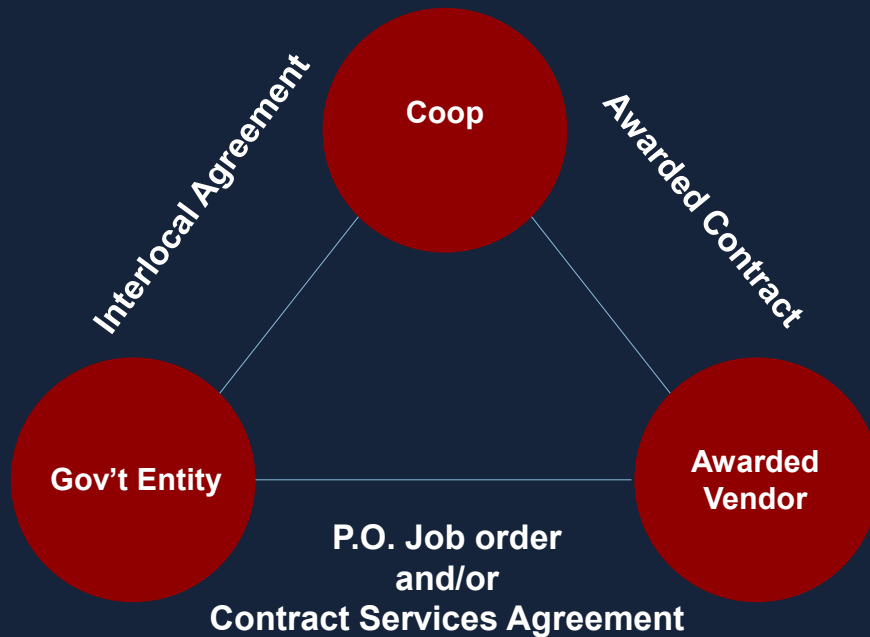 Coop
Interlocal Agreement
Awarded Contract
Gov’t Entity
Awarded
Vendor
P.O. Job order
and/or
Contract Services Agreement